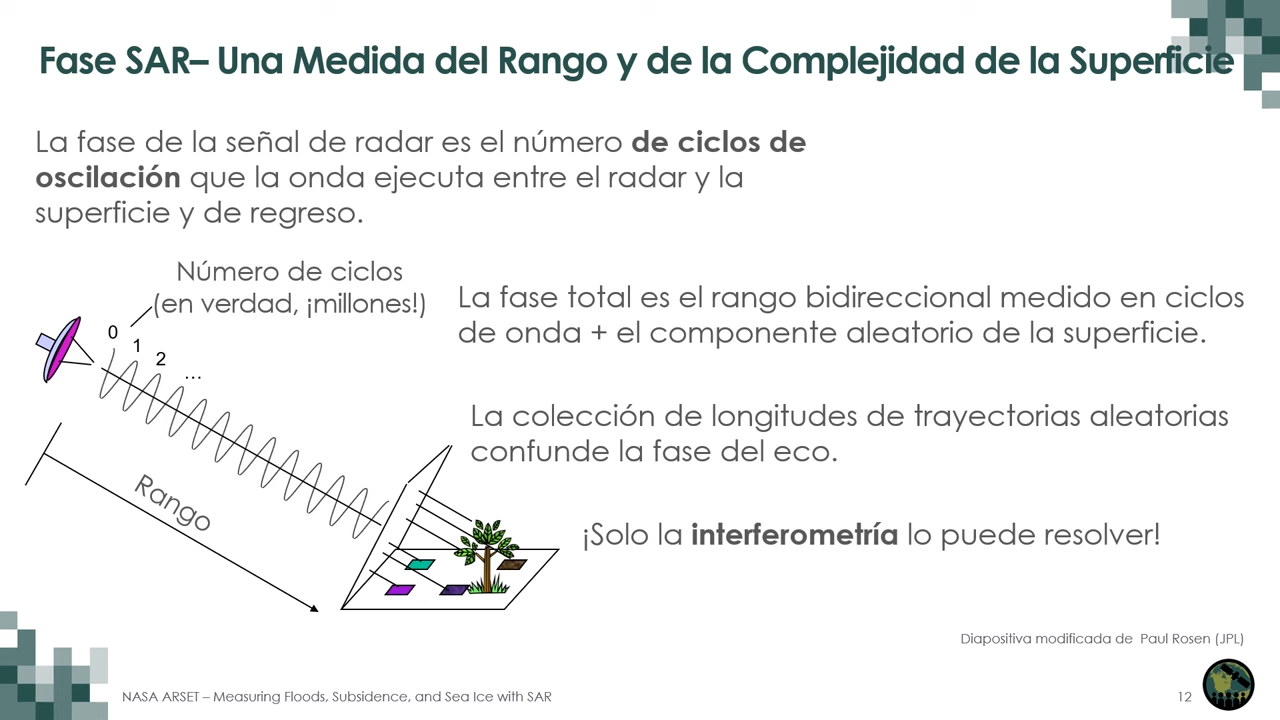 Fase SAR– Una Medida del Rango y de la Complejidad de la Superficie
La fase de la señal de radar es el número de ciclos de
oscilación que la onda ejecuta entre el radar y la
superficie y de regreso.
Número de ciclos
(en verdad, ¡millones!)
0
1
2
...
Rango
La fase total es el rango bidireccional medido en ciclos
de onda + el componente aleatorio de la superficie.
La colección de longitudes de trayectorias aleatorias
confunde la fase del eco.
¡Solo la interferometría lo puede resolver!
Diapositiva modificada de Paul Rosen (JPL)
NASA ARSET – Measuring Floods, Subsidence, and Sea Ice with SAR
12